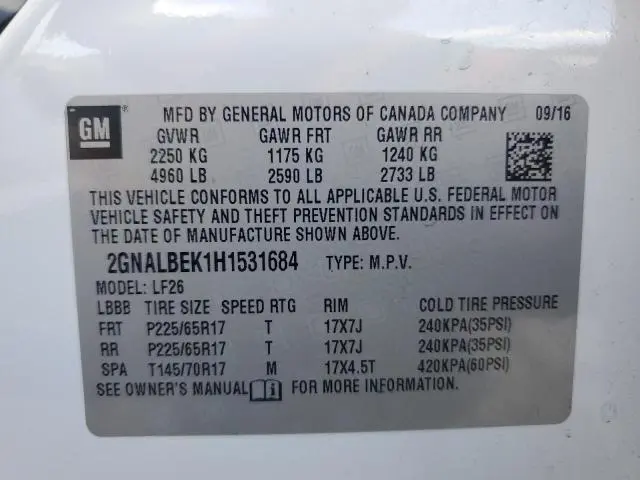 GM ® MFD BY GENERAL MOTORS OF CANADA COMPANY 09/16
GVWR GAWR FRT GAWR RR
2250 KG 1175 KG 1240 KG
4960 LB 2590 LB 2733 LB
THIS VEHICLE CONFORMS TO ALL APPLICABLE U.S. FEDERAL MOTOR
VEHICLE SAFETY AND THEFT PREVENTION STANDARDS IN EFFECT ON
THE DATE OF MANUFACTURE SHOWN ABOVE.
2GNALBEK1H1531684 TYPE: M.P.V.
MODEL: LF26
LBBB TIRE SIZE SPEED RTG RIM COLD TIRE PRESSURE
FRT P225/65R17 T 17X7J 240KPA(35PSI)
RR P225/65R17 T 17X7J 240KPA(35PSI)
SPA T145/70R17 M 17X4.5T 420KPA(60PSI)
SEE OWNER'S MANUAL i FOR MORE INFORMATION.